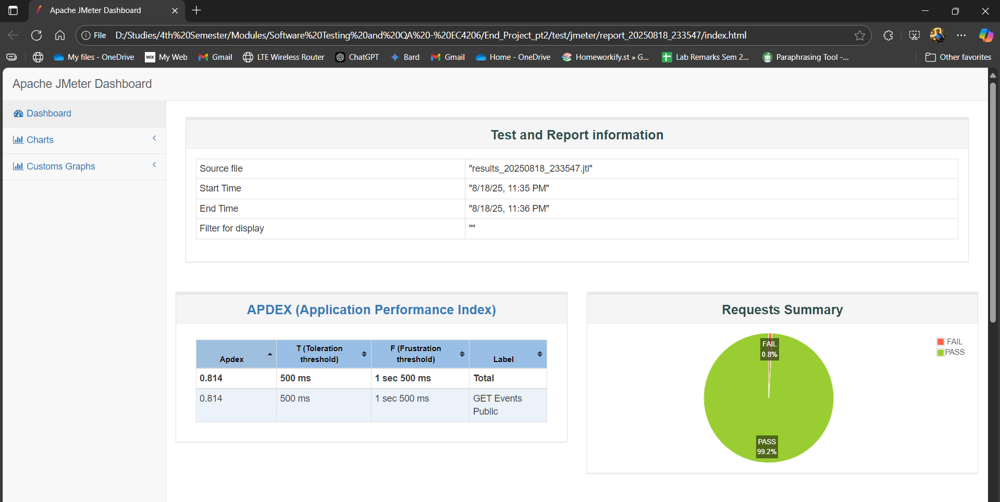 Apache JMeter Dashboard
File D:/Studies/4th%20Semester/Modules/Software%20Testing%20and%20QA%20-%20EC4206/End_Project_pt2/test/jmeter/report_20250818_233547/index.html
My files - OneDrive WiX My Web Gmail LTE Wireless Router ChatGPT Bard Gmail Home - OneDrive Homeworkify.st » G... Lab Remarks Sem 2... Paraphrasing Tool -... Other favorites
Apache JMeter Dashboard
Dashboard
Charts
Customs Graphs
Test and Report information
Source file "results_20250818_233547.jtl"
Start Time "8/18/25, 11:35 PM"
End Time "8/18/25, 11:36 PM"
Filter for display ""
APDEX (Application Performance Index)
Apdex T (Toleration threshold) F (Frustration threshold) Label
0.814 500 ms 1 sec 500 ms Total
0.814 500 ms 1 sec 500 ms GET Events Public
Requests Summary
FAIL
0.8%
PASS
99.2%
FAIL
PASS